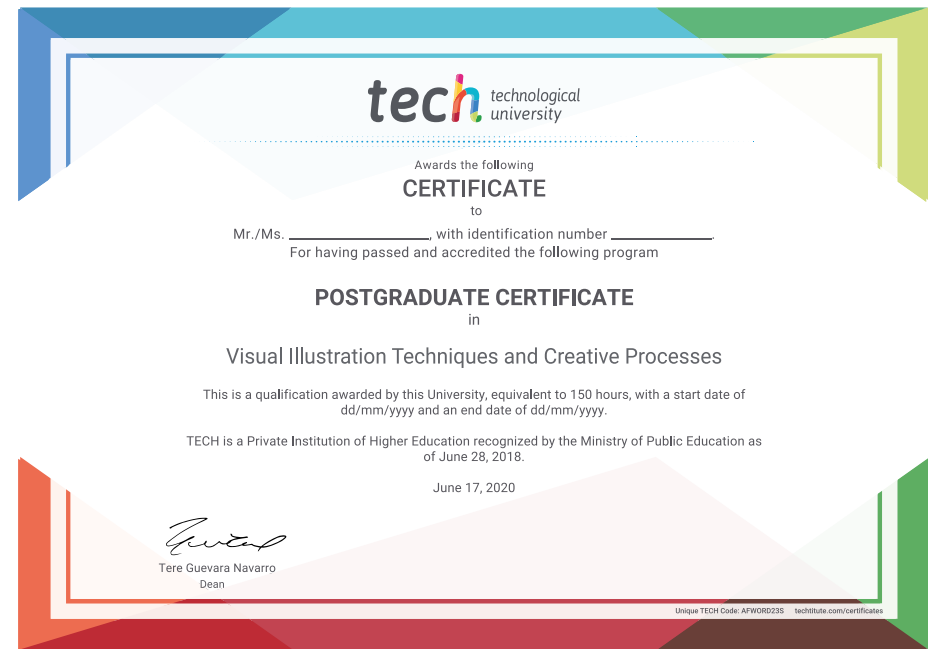 tech technological
university
Awards the following
CERTIFICATE
to
Mr./Ms. ____________________, with identification number ______________.
For having passed and accredited the following program
POSTGRADUATE CERTIFICATE
in
Visual Illustration Techniques and Creative Processes
This is a qualification awarded by this University, equivalent to 150 hours, with a start date of
dd/mm/yyyy and an end date of dd/mm/yyyy.
TECH is a Private Institution of Higher Education recognized by the Ministry of Public Education as
of June 28, 2018.
June 17, 2020
Tere Guevara Navarro
Dean
Unique TECH Code: AFWORD23S techtitute.com/certificates